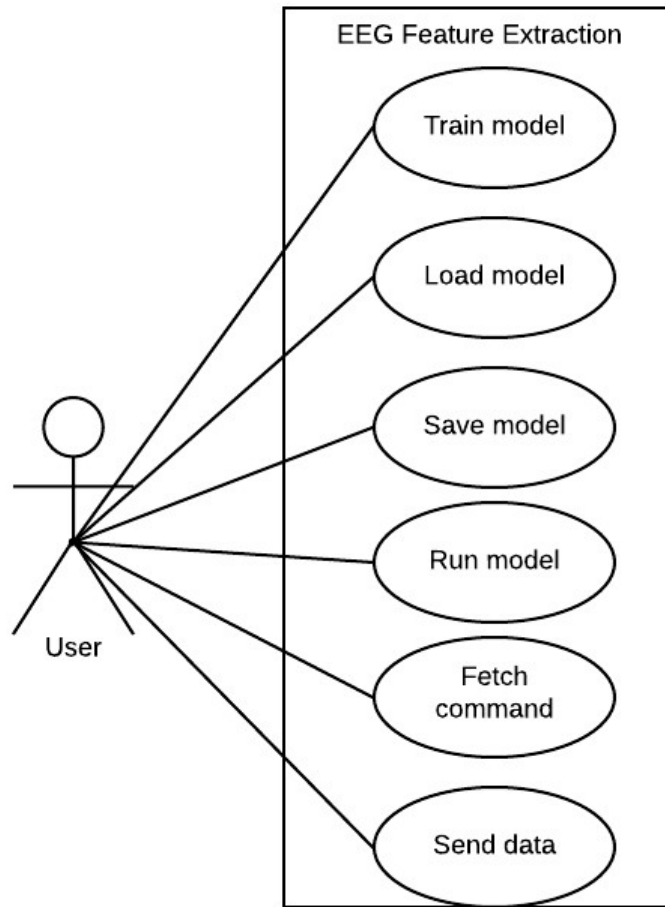 EEG Feature Extraction
Train model
Load model
Save model
Run model
User
Fetch
command
Send data